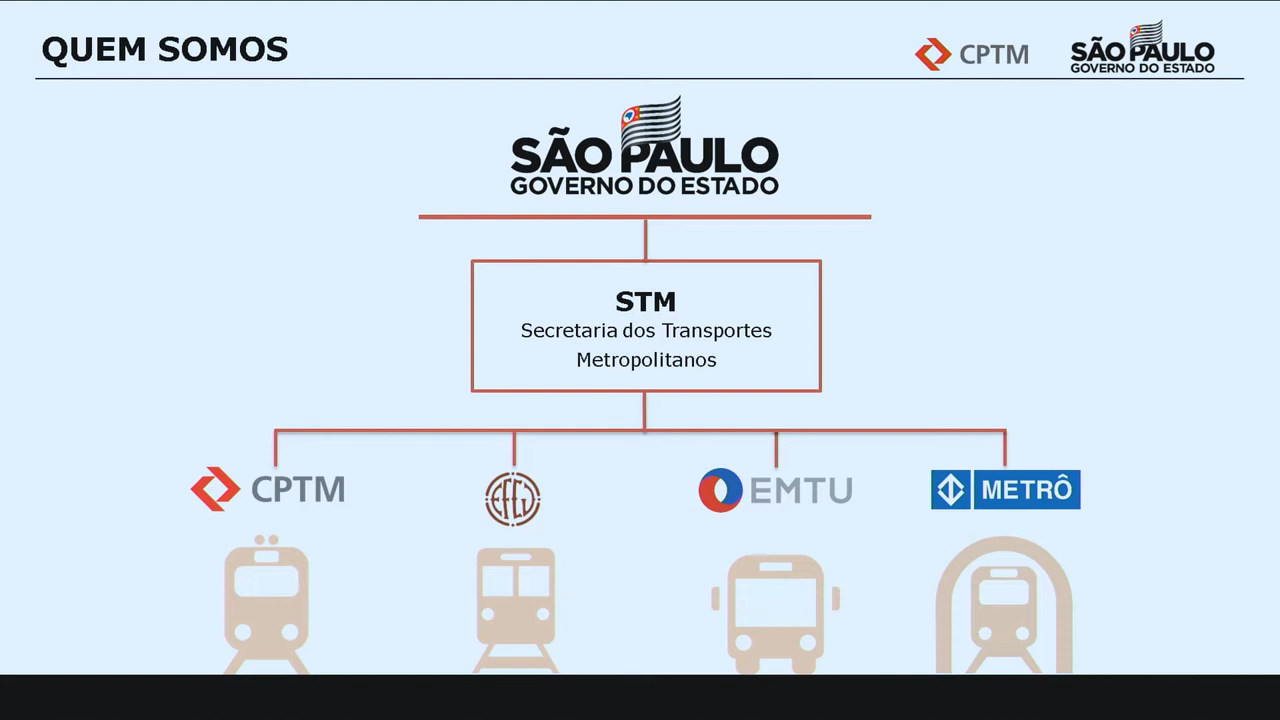 QUEM SOMOS
CPTM
SÃO PAULO
GOVERNO DO ESTADO
SÃO PAULO
GOVERNO DO ESTADO
STM
Secretaria dos Transportes
Metropolitanos
CPTM
EFCJ
EMTU
METRÔ